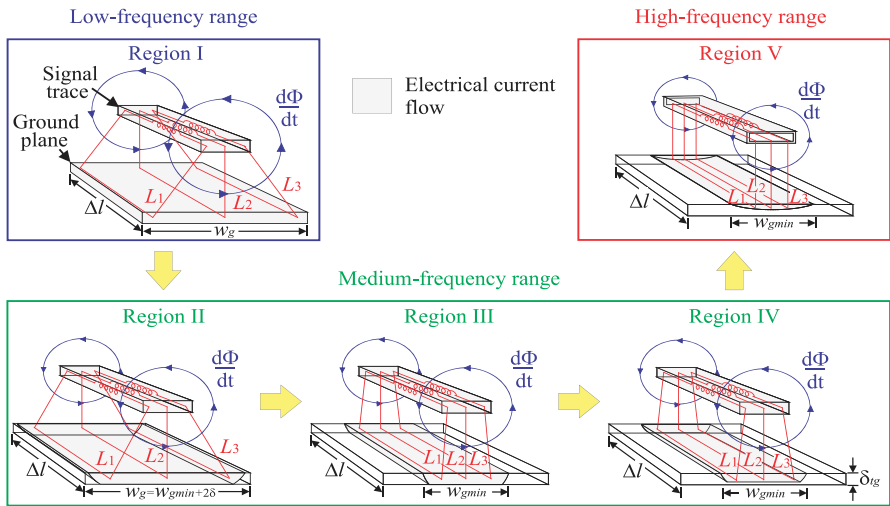 Low-frequency range
Region I
Signal
trace
Ground
plane
dΦ
dt
L1
L2
L3
Δl
wg
Electrical current
flow
High-frequency range
Region V
L1
L2
L3
Δl
wgmin
Medium-frequency range
Region II
dΦ
dt
L1
L2
L3
Δl
wg=wgmin+2δ
Region III
dΦ
dt
L1
L2
L3
Δl
wgmin
Region IV
dΦ
dt
L1
L2
L3
Δl
wgmin
δtg